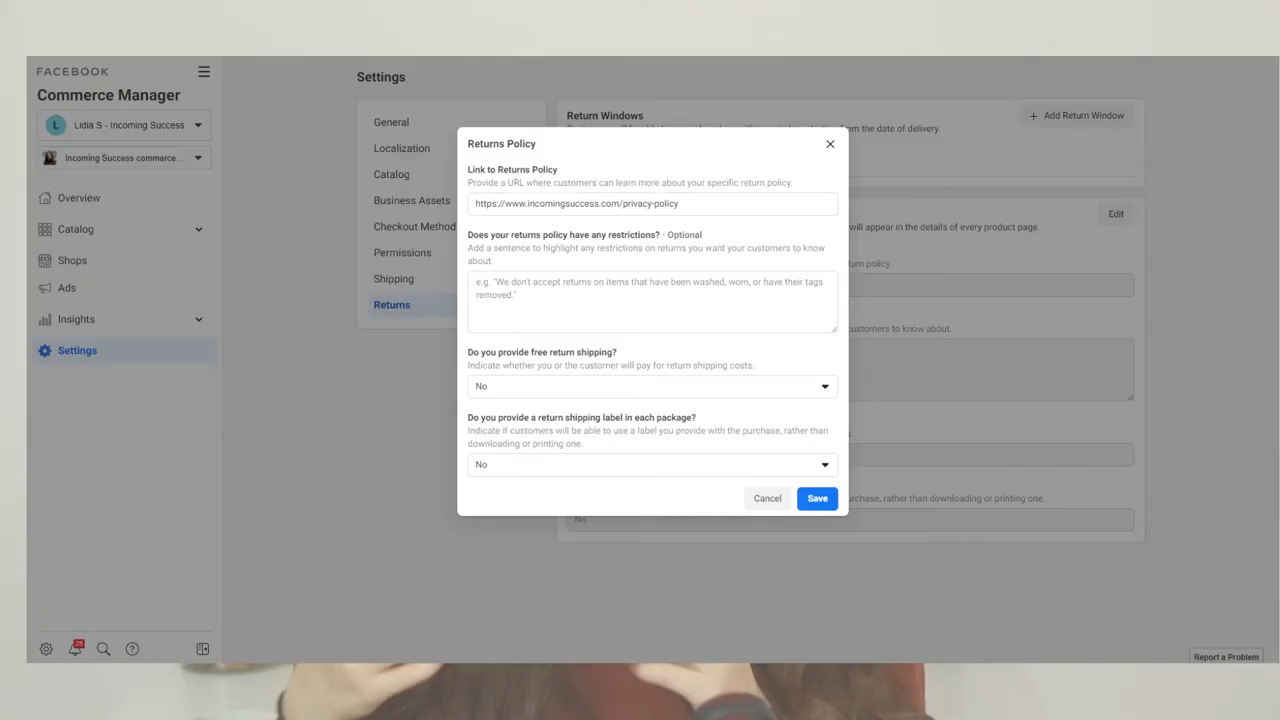 FACEBOOK
Commerce Manager
L
Lidia S - Incoming Success
Incoming Success commerce...
Overview
Catalog
Shops
Ads
Insights
Settings
25
Settings
General
Localization
Catalog
Business Assets
Checkout Method
Permissions
Shipping
Returns
Return Windows
+ Add Return Window
from the date of delivery.
Edit
will appear in the details of every product page.
customers to know about.
urchase, rather than downloading or printing one.
No
Returns Policy
Link to Returns Policy
Provide a URL where customers can learn more about your specific return policy.
https://www.incomingsuccess.com/privacy-policy
Does your returns policy have any restrictions? · Optional
Add a sentence to highlight any restrictions on returns you want your customers to know
about.
e.g. "We don't accept returns on items that have been washed, worn, or have their tags
removed."
Do you provide free return shipping?
Indicate whether you or the customer will pay for return shipping costs.
No
Do you provide a return shipping label in each package?
Indicate if customers will be able to use a label you provide with the purchase, rather than
downloading or printing one.
No
Cancel
Save
Report a Problem